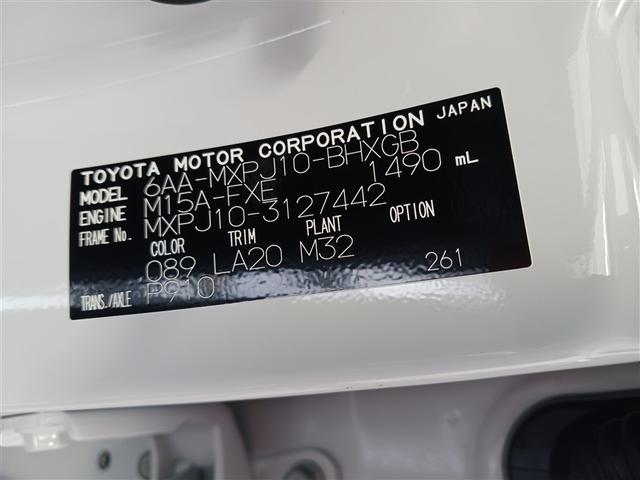 TOYOTA MOTOR CORPORATION JAPAN
MODEL 6AA-MXPJ10-BHXGB
ENGINE M15A-FXE 1490 mL
FRAME No. MXPJ10-3127442
COLOR TRIM PLANT OPTION
089 LA20 M32
TRANS./AXLE P910 261